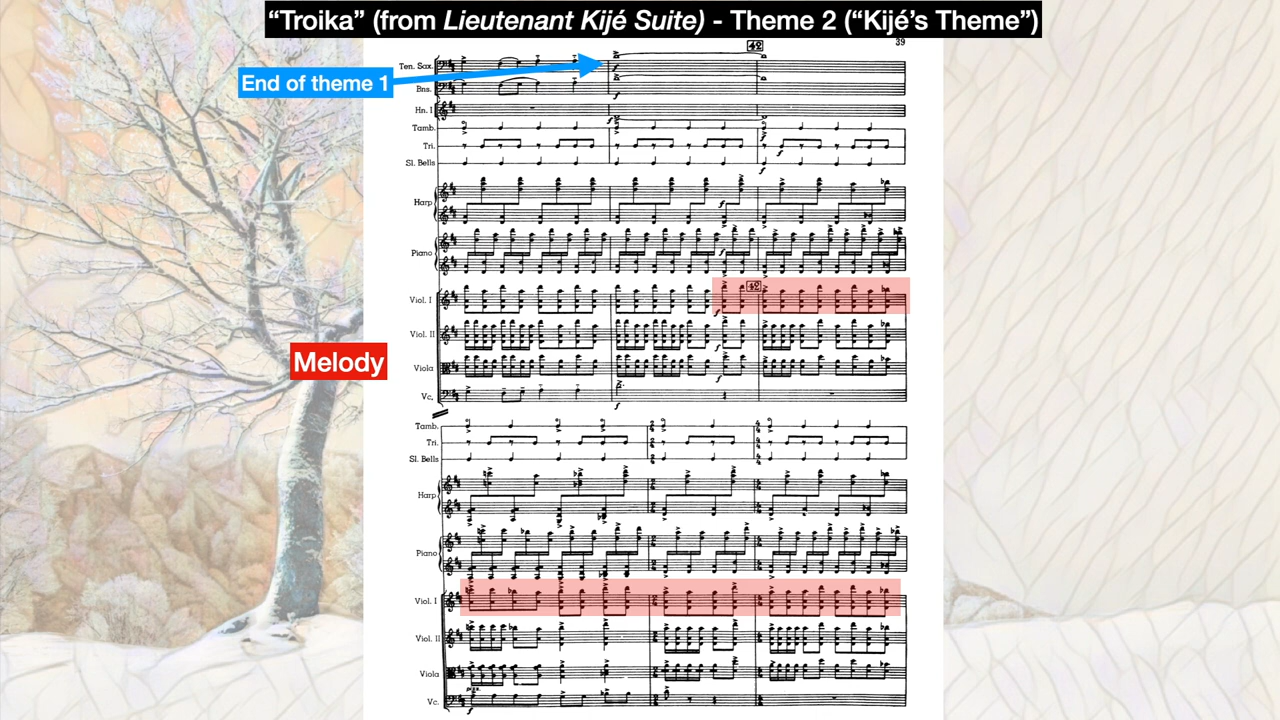 “Troika” (from Lieutenant Kijé Suite) - Theme 2 (“Kijé’s Theme”)
39
42
Ten. Sax.
End of theme 1
Bns.
f
Hn. I
f
Tamb.
Tri.
f
Sl. Bells
Harp
f
Piano
f
42
Viol. I
f
Viol. II
f
Melody
Viola
f
Vc.
f
Tamb.
Tri.
Sl. Bells
Harp
Piano
Viol. I
Viol. II
Viola
pizz.
Vc.
f